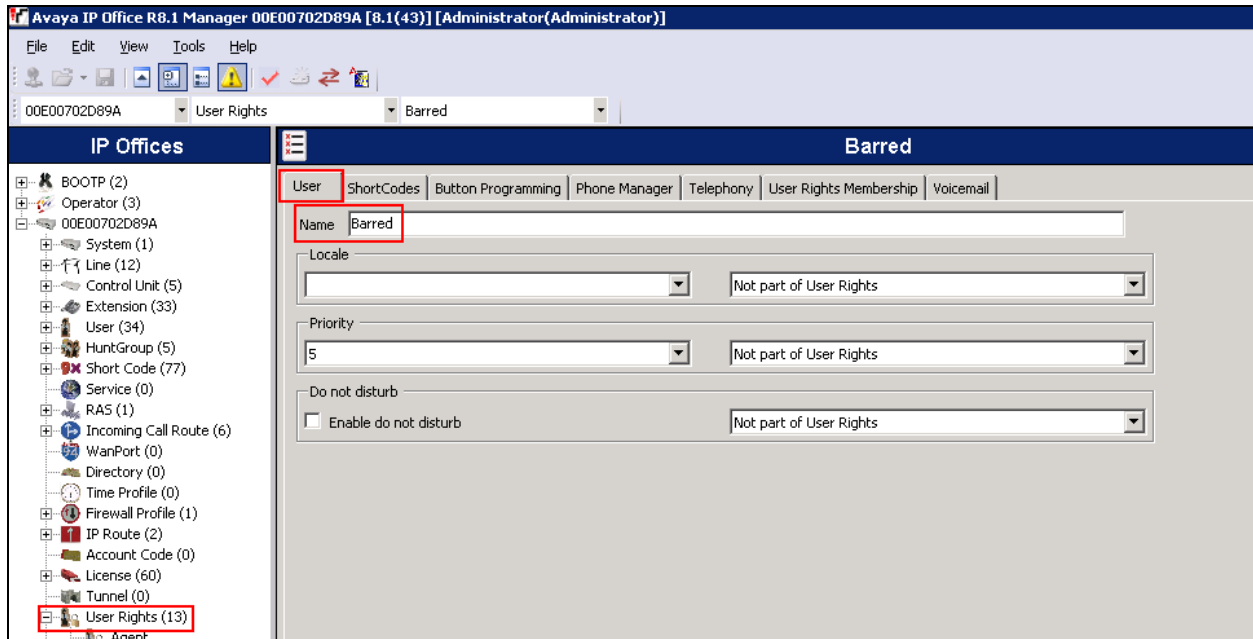 Avaya IP Office R8.1 Manager 00E00702D89A [8.1(43)] [Administrator(Administrator)]
File Edit View Tools Help
00E00702D89A User Rights Barred
IP Offices
Barred
BOOTP (2)
Operator (3)
00E00702D89A
System (1)
Line (12)
Control Unit (5)
Extension (33)
User (34)
HuntGroup (5)
Short Code (77)
Service (0)
RAS (1)
Incoming Call Route (6)
WanPort (0)
Directory (0)
Time Profile (0)
Firewall Profile (1)
IP Route (2)
Account Code (0)
License (60)
Tunnel (0)
User Rights (13)
Agent
User ShortCodes Button Programming Phone Manager Telephony User Rights Membership Voicemail
Name Barred
Locale
Not part of User Rights
Priority
5 Not part of User Rights
Do not disturb
Enable do not disturb Not part of User Rights